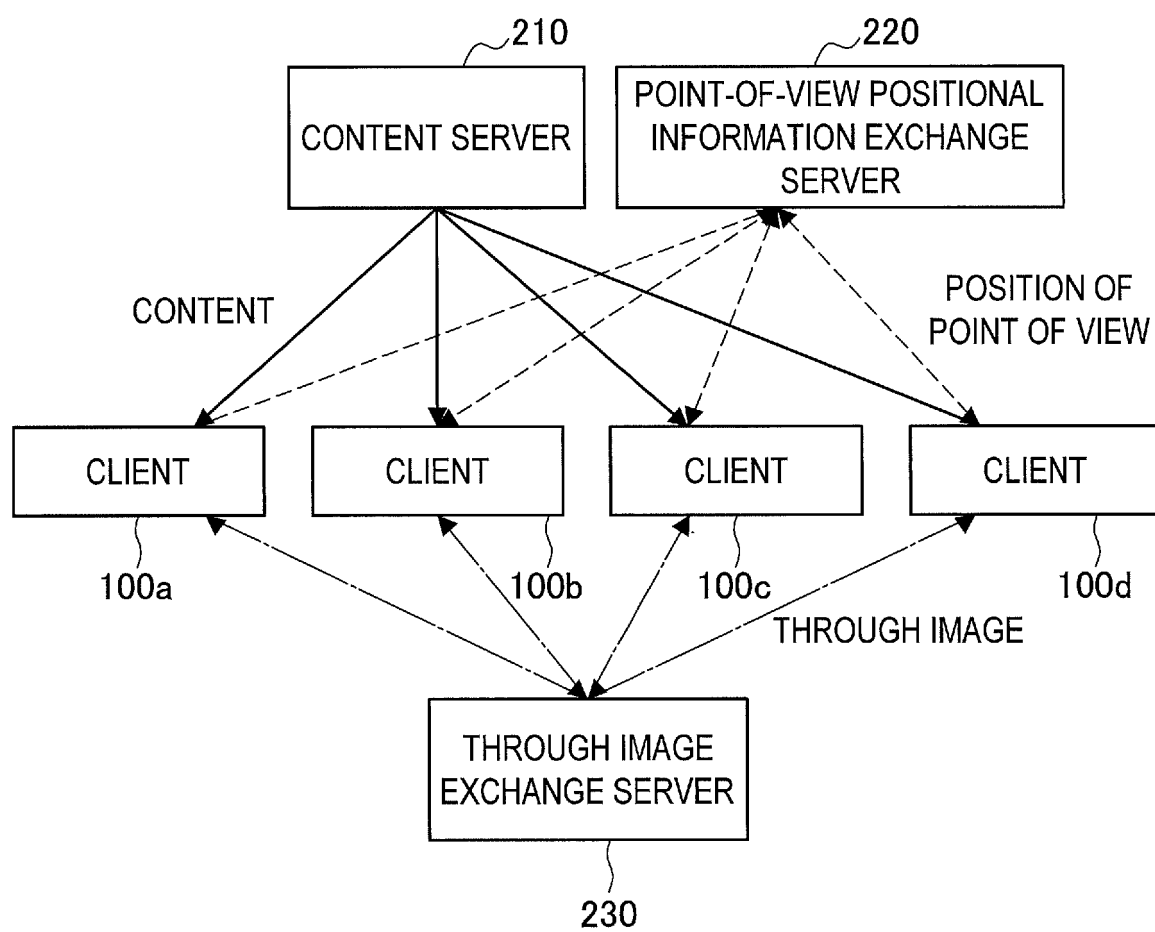 210
220
CONTENT SERVER
POINT-OF-VIEW POSITIONAL
INFORMATION EXCHANGE
SERVER
CONTENT
POSITION OF
POINT OF VIEW
CLIENT
CLIENT
CLIENT
CLIENT
100a
100b
100c
100d
THROUGH IMAGE
THROUGH IMAGE
EXCHANGE SERVER
230